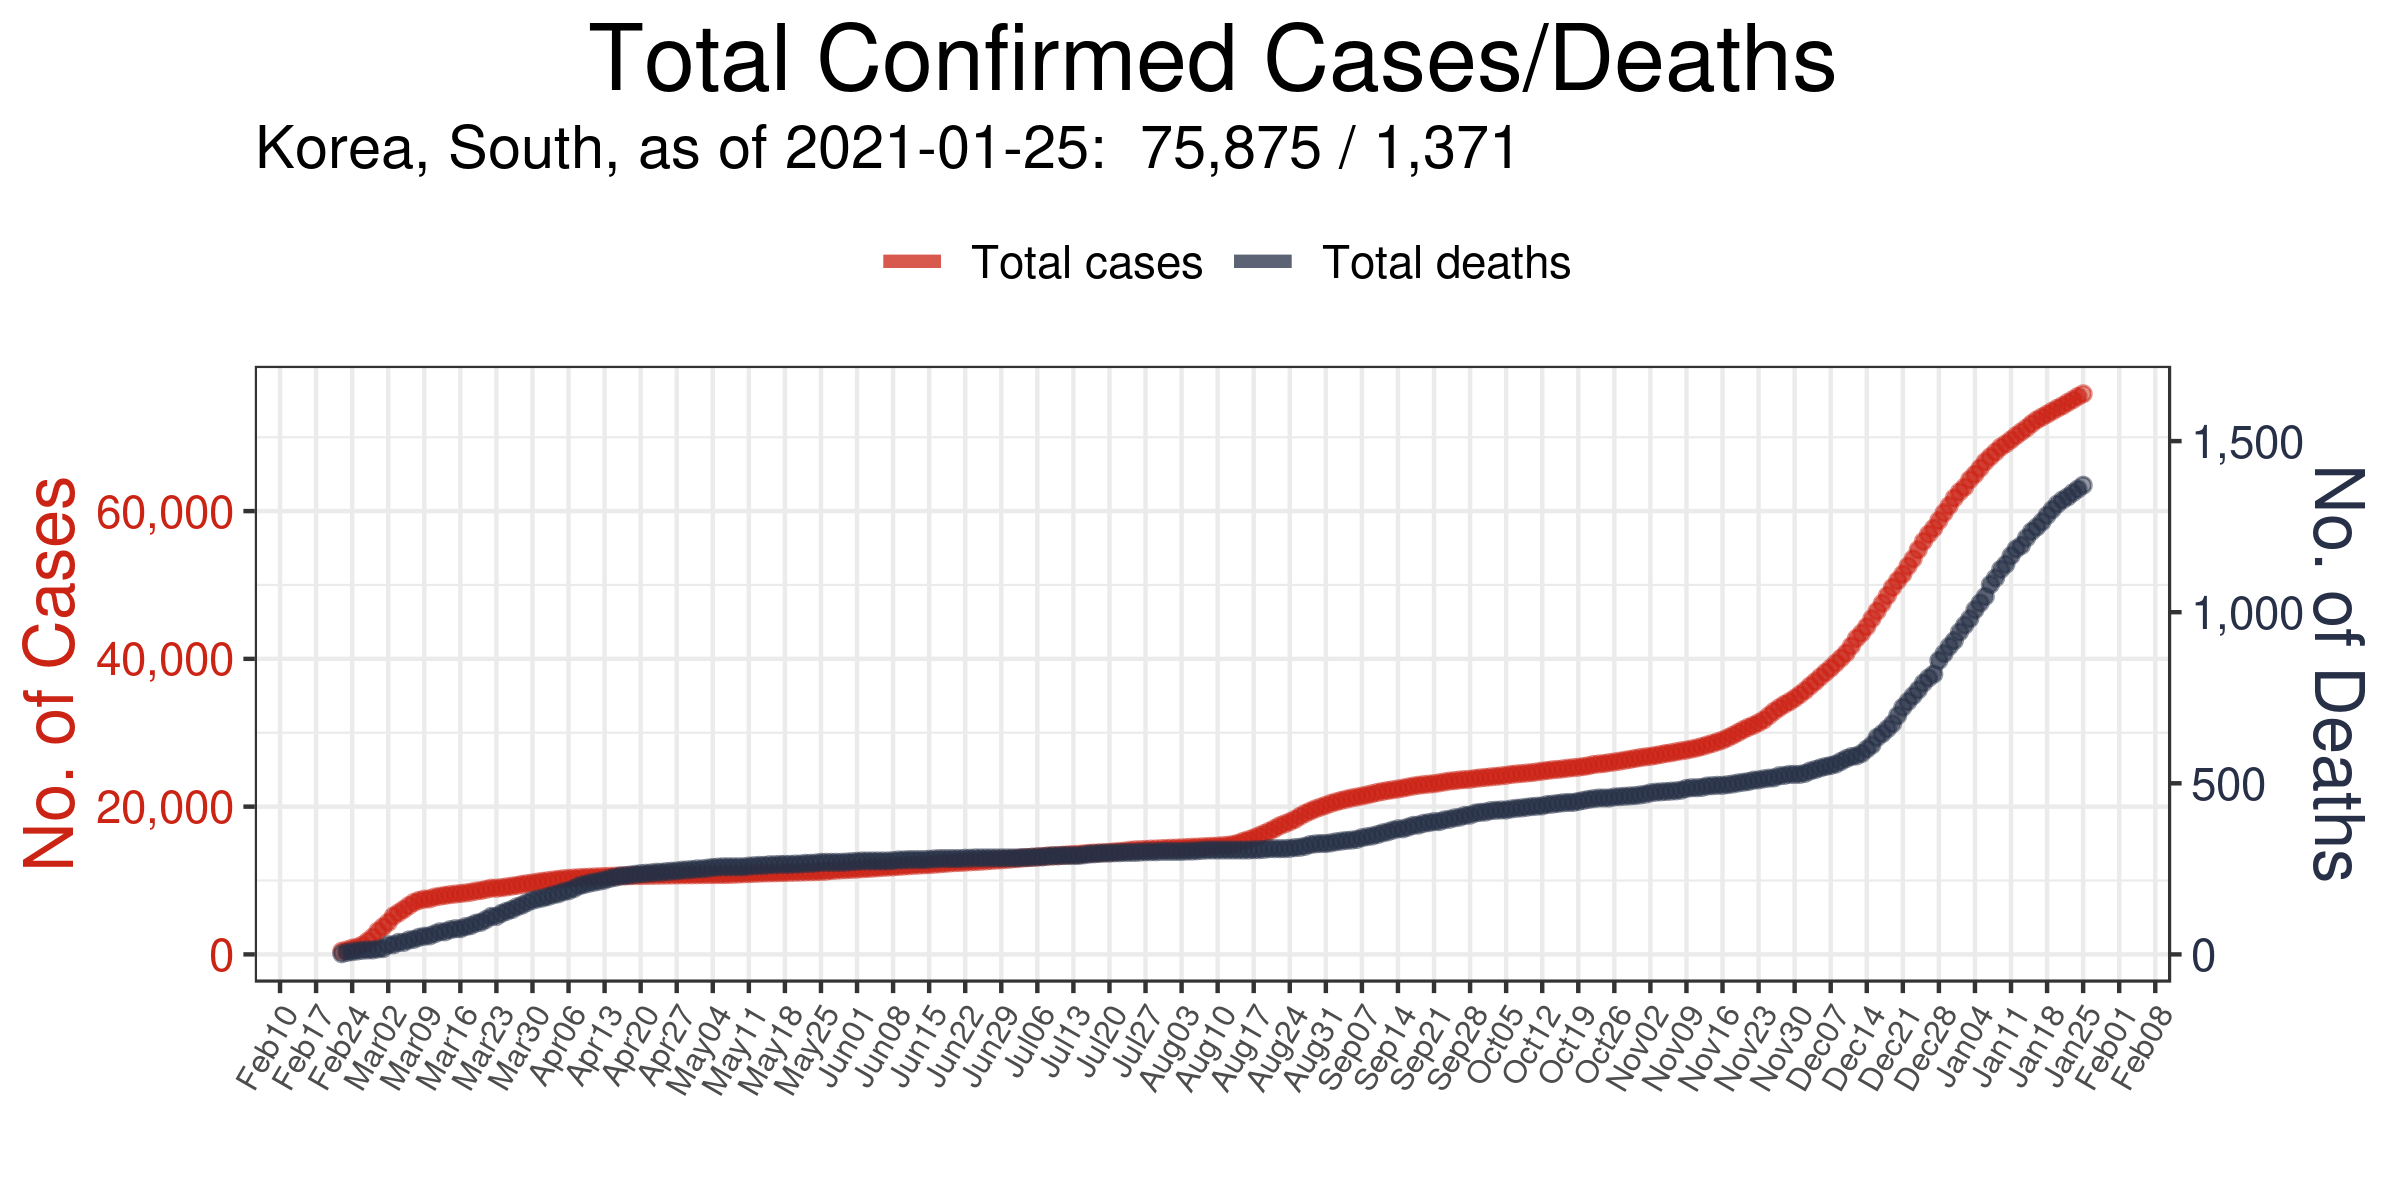 Total Confirmed Cases/Deaths
Korea, South, as of 2021-01-25:  75,875 / 1,371
Total cases
Total deaths
No. of Cases
60,000
40,000
20,000
0
1,500
1,000
500
0
No. of Deaths
Feb10
Feb17
Feb24
Mar02
Mar09
Mar16
Mar23
Mar30
Apr06
Apr13
Apr20
Apr27
May04
May11
May18
May25
Jun01
Jun08
Jun15
Jun22
Jun29
Jul06
Jul13
Jul20
Jul27
Aug03
Aug10
Aug17
Aug24
Aug31
Sep07
Sep14
Sep21
Sep28
Oct05
Oct12
Oct19
Oct26
Nov02
Nov09
Nov16
Nov23
Nov30
Dec07
Dec14
Dec21
Dec28
Jan04
Jan11
Jan18
Jan25
Feb01
Feb08